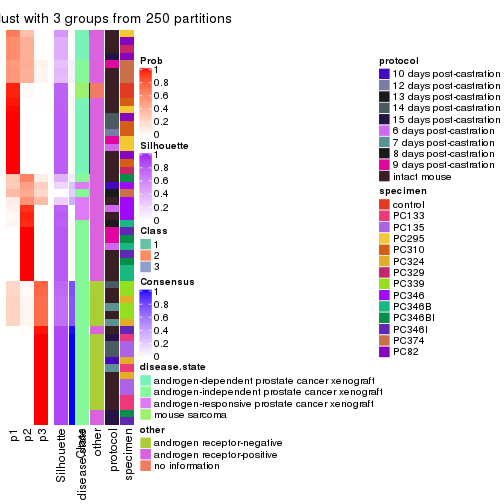 lust with 3 groups from 250 partitions
Prob
1
0.8
0.6
0.4
0.2
0
Silhouette
1
0.8
0.6
0.4
0.2
0
Class
1
2
3
Consensus
1
0.8
0.6
0.4
0.2
0
disease.state
androgen-dependent prostate cancer xenograft
androgen-independent prostate cancer xenograft
androgen-responsive prostate cancer xenograft
mouse sarcoma
other
androgen receptor-negative
androgen receptor-positive
no information
protocol
10 days post-castration
12 days post-castration
13 days post-castration
14 days post-castration
15 days post-castration
6 days post-castration
7 days post-castration
8 days post-castration
9 days post-castration
intact mouse
specimen
control
PC133
PC135
PC295
PC310
PC324
PC329
PC339
PC346
PC346B
PC346BI
PC346I
PC374
PC82
p1
p2
p3
Silhouette
disease.state
other
protocol
specimen